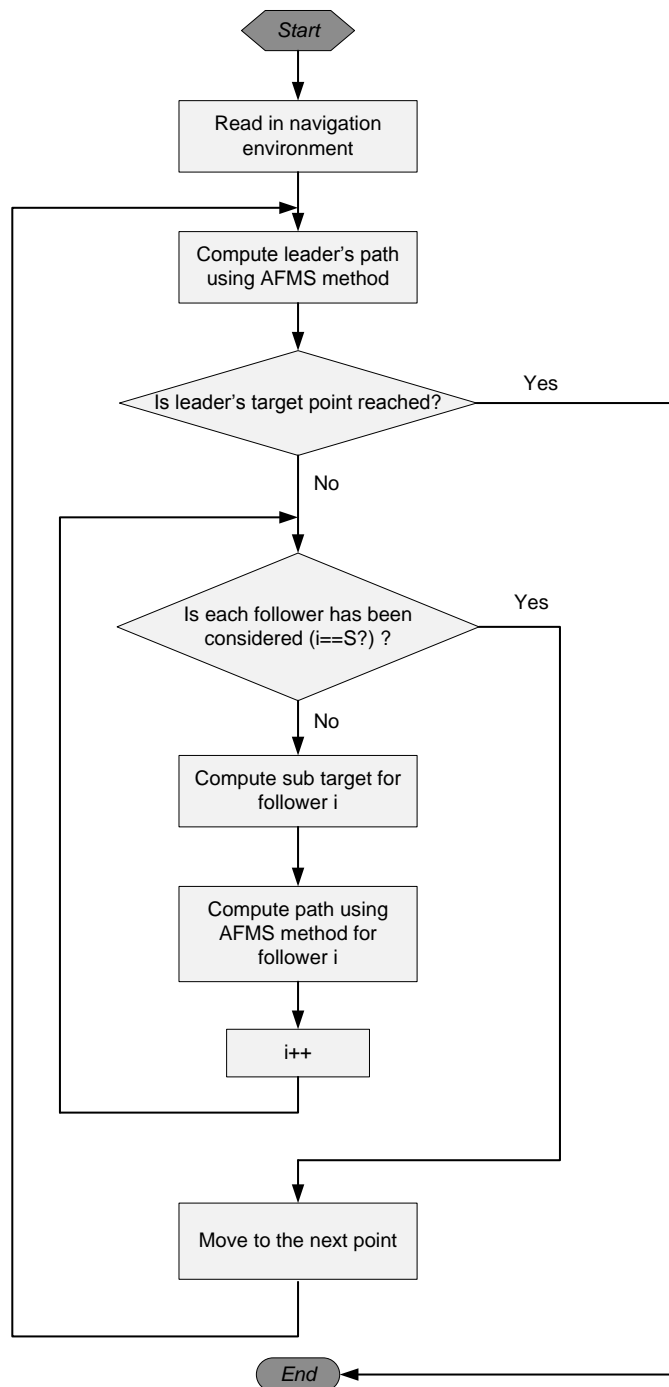 Start
Read in navigation
environment
Compute leader's path
using AFMS method
Is leader's target point reached?
Yes
No
Is each follower has been
considered (i==S?) ?
Yes
No
Compute sub target for
follower i
Compute path using
AFMS method for
follower i
i++
Move to the next point
End